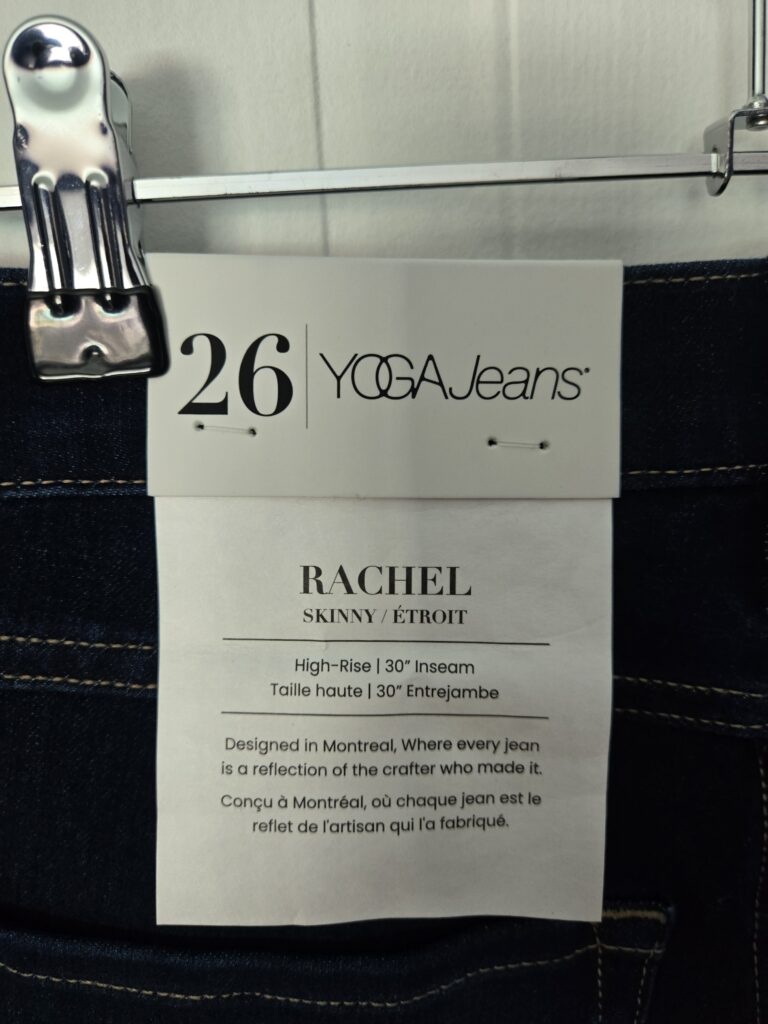 26 | YOGAJeans
RACHEL
SKINNY / ÉTROIT
High-Rise | 30” Inseam
Taille haute | 30” Entrejambe
Designed in Montreal, Where every jean
is a reflection of the crafter who made it.
Conçu à Montréal, où chaque jean est le
reflet de l'artisan qui l'a fabriqué.